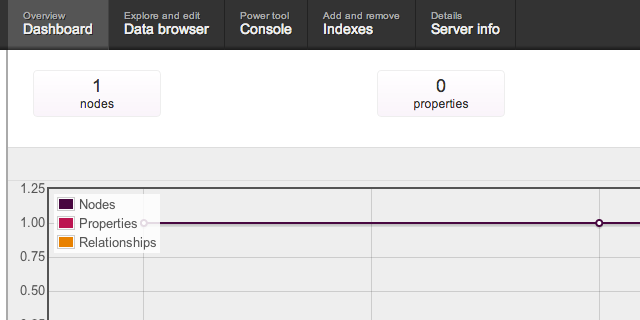 Overview
Dashboard
Explore and edit
Data browser
Power tool
Console
Add and remove
Indexes
Details
Server info
1
nodes
0
properties
1.25
Nodes
1.00
Properties
Relationships
0.75
0.50